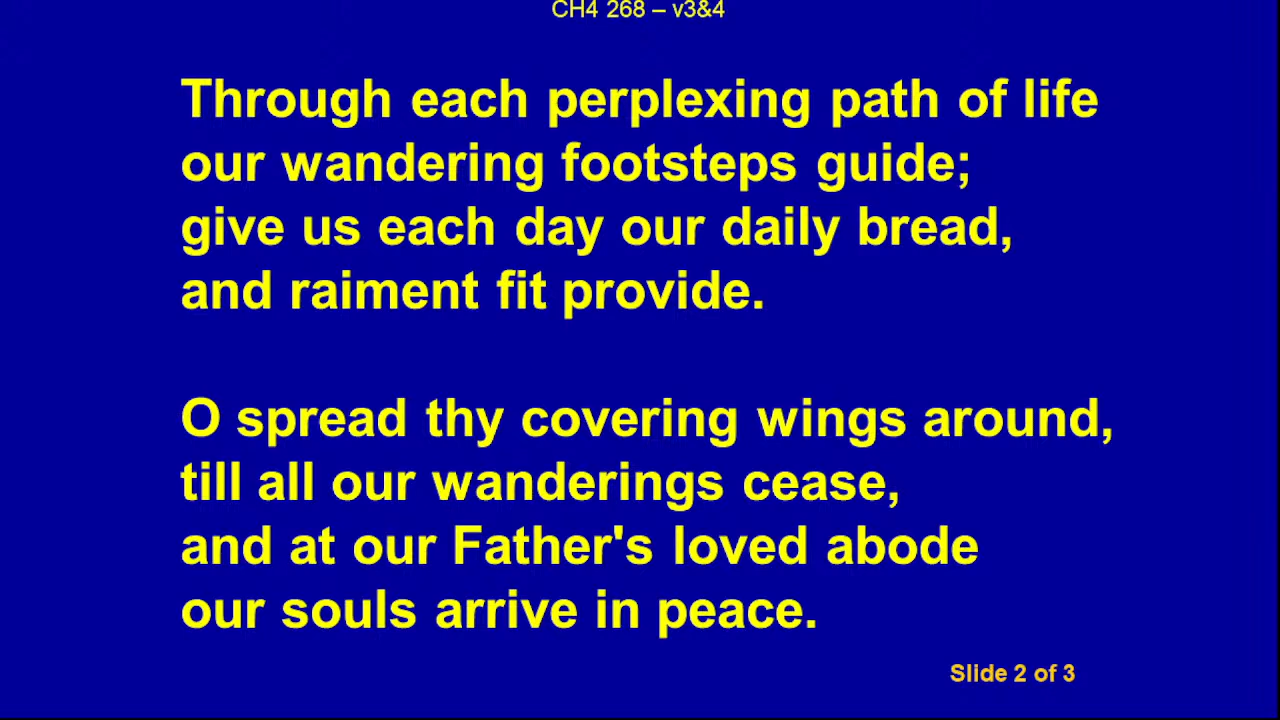 CH4 268 – v3&4
Through each perplexing path of life
our wandering footsteps guide;
give us each day our daily bread,
and raiment fit provide.
O spread thy covering wings around,
till all our wanderings cease,
and at our Father's loved abode
our souls arrive in peace.
Slide 2 of 3